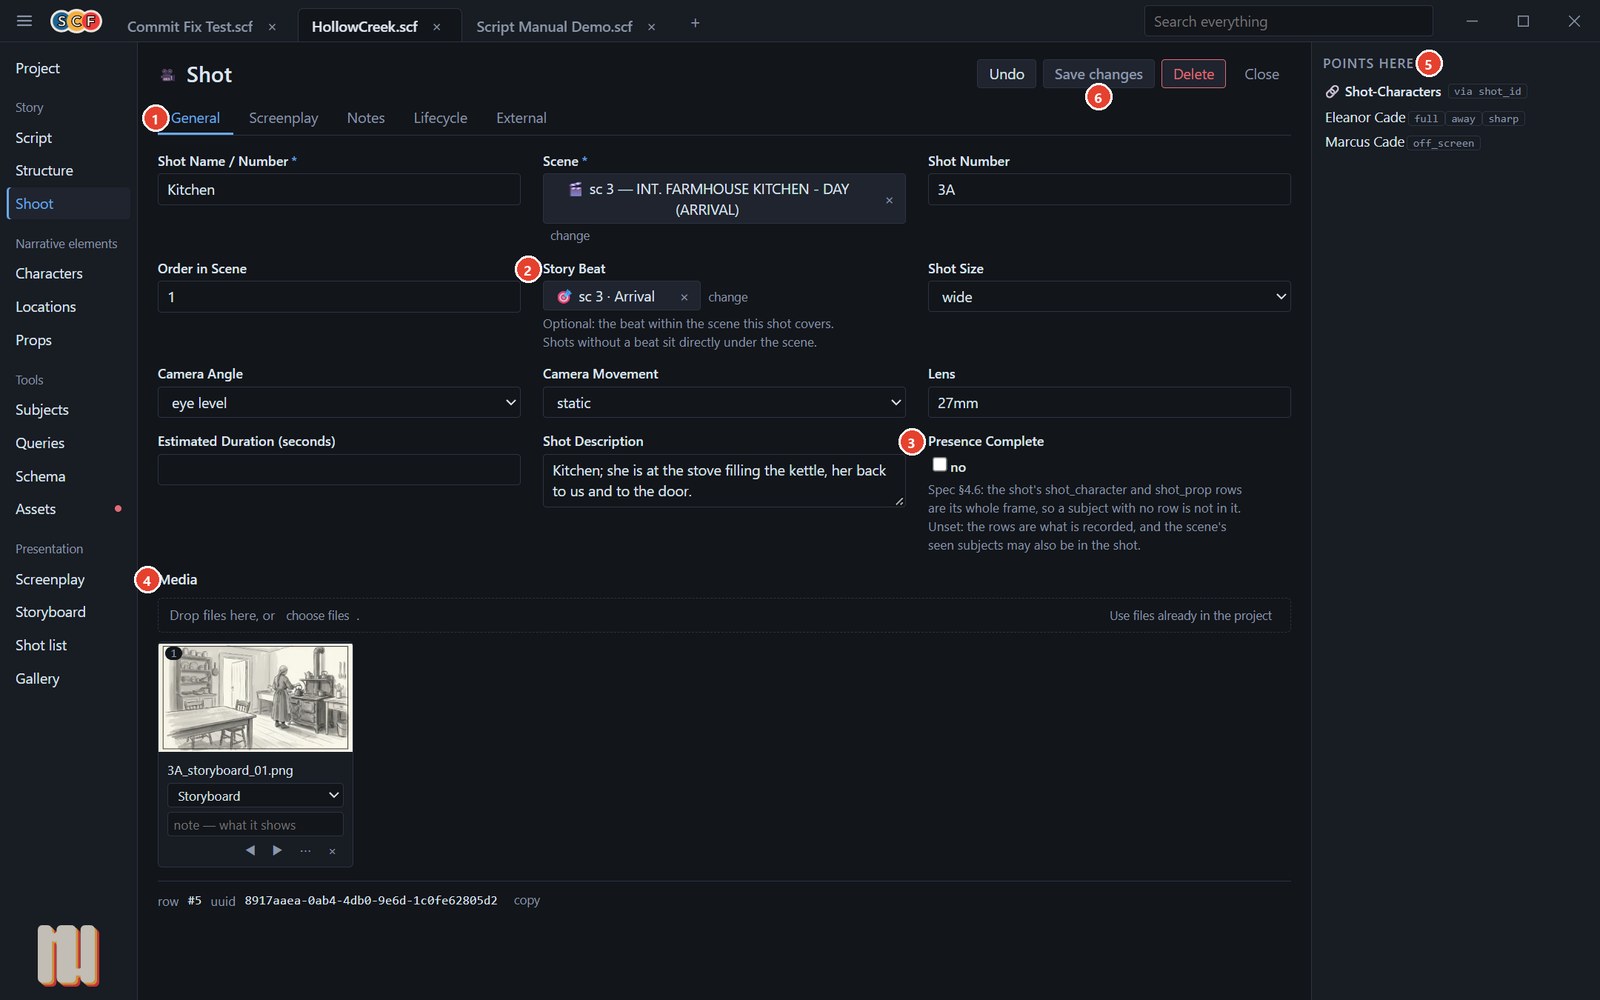 SCF
Commit Fix Test.scf ×
HollowCreek.scf ×
Script Manual Demo.scf ×
+
Search everything
Project
Story
Script
Structure
Shoot
Narrative elements
Characters
Locations
Props
Tools
Subjects
Queries
Schema
Assets
Presentation
Screenplay
Storyboard
Shot list
Gallery
Shot
Undo
Save changes
Delete
Close
6
1
General
Screenplay
Notes
Lifecycle
External
Shot Name / Number *
Kitchen
Scene *
sc 3 — INT. FARMHOUSE KITCHEN - DAY
(ARRIVAL) ×
change
Shot Number
3A
Order in Scene
1
2
Story Beat
sc 3 · Arrival × change
Optional: the beat within the scene this shot covers.
Shots without a beat sit directly under the scene.
Shot Size
wide
Camera Angle
eye level
Camera Movement
static
Lens
27mm
Estimated Duration (seconds)
Shot Description
Kitchen; she is at the stove filling the kettle, her back
to us and to the door.
3
Presence Complete
no
Spec §4.6: the shot's shot_character and shot_prop rows
are its whole frame, so a subject with no row is not in it.
Unset: the rows are what is recorded, and the scene's
seen subjects may also be in the shot.
4
Media
Drop files here, or choose files .
Use files already in the project
1
3A_storyboard_01.png
Storyboard
note — what it shows
◀ ▶ ... ×
row #5 uuid 8917aaea-0ab4-4db0-9e6d-1c0fe62805d2 copy
POINTS HERE
5
Shot-Characters via shot_id
Eleanor Cade full away sharp
Marcus Cade off_screen